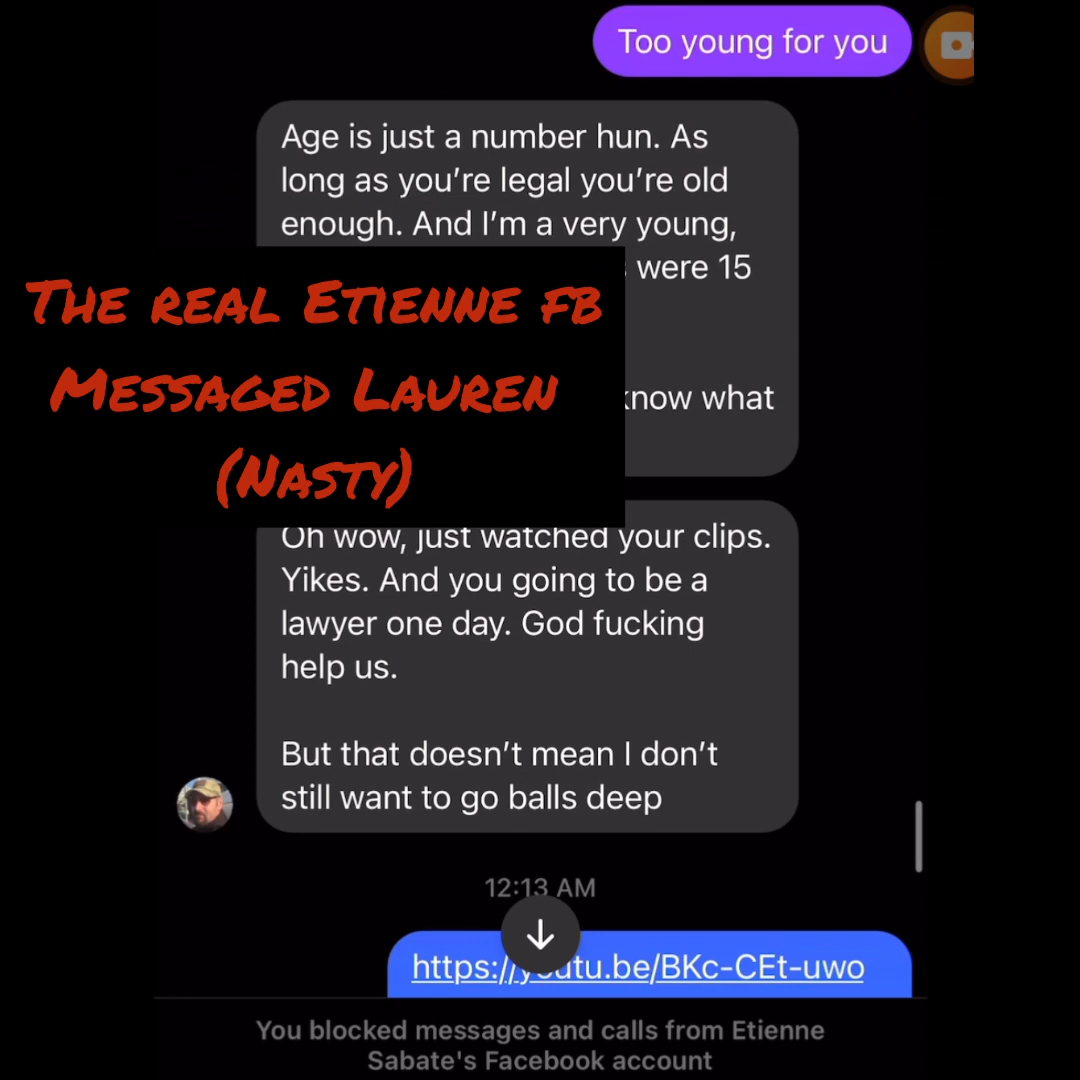 Too young for you
Age is just a number hun. As
long as you’re legal you’re old
enough. And I’m a very young,
were 15
know what
THE REAL ETIENNE FB
MESSAGED LAUREN
(NASTY)
Oh wow, just watched your clips.
Yikes. And you going to be a
lawyer one day. God fucking
help us.
But that doesn’t mean I don’t
still want to go balls deep
12:13 AM
https://youtu.be/BKc-CEt-uwo
You blocked messages and calls from Etienne
Sabate's Facebook account